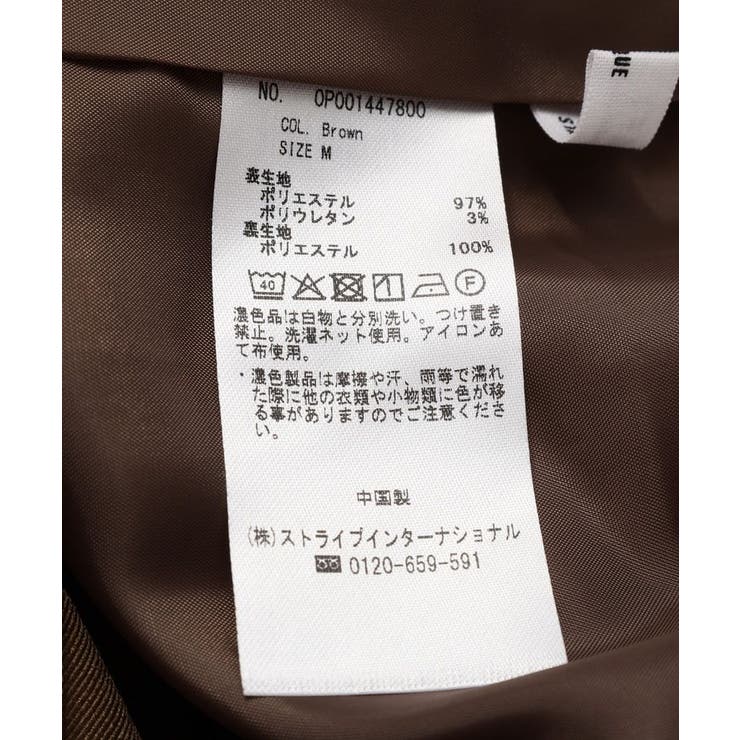 NO. 0P001447800
COL. Brown
SIZE M
表生地
ポリエステル 97%
ポリウレタン 3%
裏生地
ポリエステル 100%
40 F
濃色品は白物と分別洗い。つけ置き
禁止。洗濯ネット使用。アイロンあ
て布使用。
・濃色製品は摩擦や汗、雨等で濡れ
た際に他の衣類や小物類に色が移
る事がありますのでご注意くださ
い。
中国製
(株)ストライプインターナショナル
0120-659-591